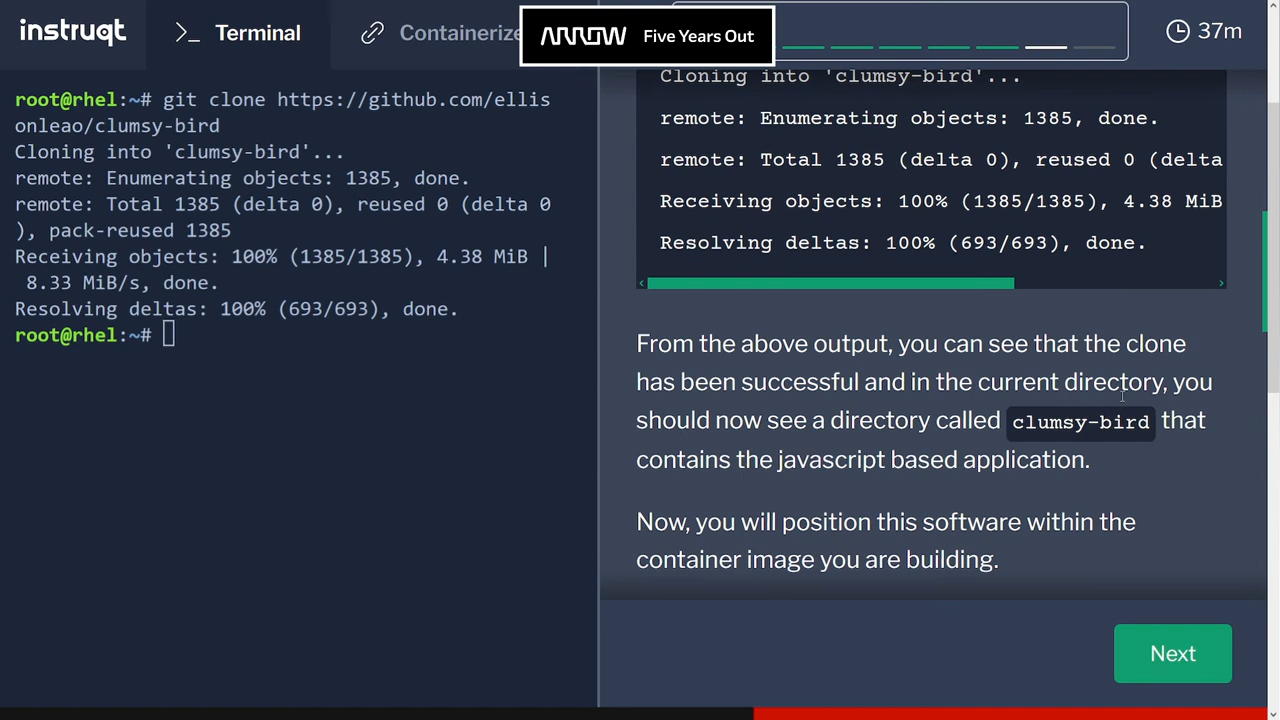 instruqt
>_ Terminal
Containerize
ARROW Five Years Out
37m
root@rhel:~# git clone https://github.com/ellis
onleao/clumsy-bird
Cloning into 'clumsy-bird'...
remote: Enumerating objects: 1385, done.
remote: Total 1385 (delta 0), reused 0 (delta 0
), pack-reused 1385
Receiving objects: 100% (1385/1385), 4.38 MiB |
8.33 MiB/s, done.
Resolving deltas: 100% (693/693), done.
root@rhel:~#
Cloning into 'clumsy-bird'...
remote: Enumerating objects: 1385, done.
remote: Total 1385 (delta 0), reused 0 (delta
Receiving objects: 100% (1385/1385), 4.38 MiB
Resolving deltas: 100% (693/693), done.
From the above output, you can see that the clone
has been successful and in the current directory, you
should now see a directory called clumsy-bird that
contains the javascript based application.
Now, you will position this software within the
container image you are building.
Next